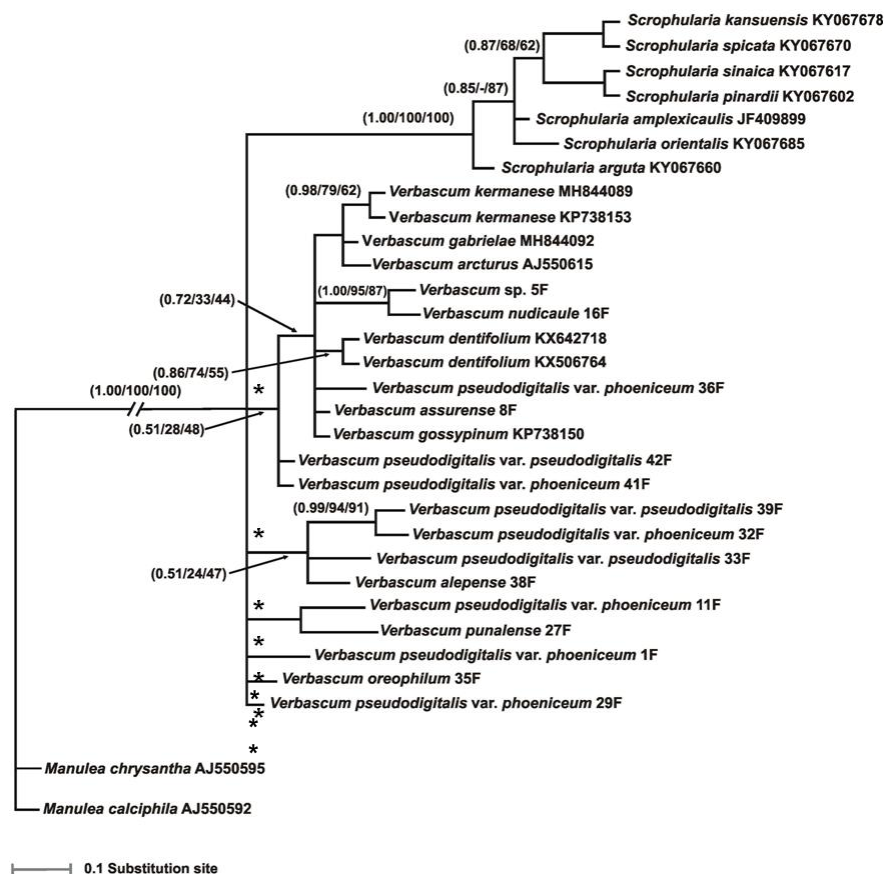 Scrophularia kansuensis KY067678
(0.87/68/62)
Scrophularia spicata KY067670
Scrophularia sinaica KY067617
(0.85/-/87)
Scrophularia pinardii KY067602
(1.00/100/100)
Scrophularia amplexicaulis JF409899
Scrophularia orientalis KY067685
Scrophularia arguta KY067660
(0.98/79/62)
Verbascum kermanese MH844089
Verbascum kermanese KP738153
Verbascum gabrielae MH844092
Verbascum arcturus AJ550615
(1.00/95/87)
Verbascum sp. 5F
(0.72/33/44)
Verbascum nudicaule 16F
Verbascum dentifolium KX642718
Verbascum dentifolium KX506764
(0.86/74/55)
(1.00/100/100)
*
Verbascum pseudodigitalis var. phoeniceum 36F
Verbascum assurense 8F
(0.51/28/48)
Verbascum gossypinum KP738150
Verbascum pseudodigitalis var. pseudodigitalis 42F
Verbascum pseudodigitalis var. phoeniceum 41F
(0.99/94/91)
Verbascum pseudodigitalis var. pseudodigitalis 39F
*
Verbascum pseudodigitalis var. phoeniceum 32F
Verbascum pseudodigitalis var. pseudodigitalis 33F
(0.51/24/47)
Verbascum alepense 38F
*
Verbascum pseudodigitalis var. phoeniceum 11F
Verbascum punalense 27F
*
Verbascum pseudodigitalis var. phoeniceum 1F
*
Verbascum oreophilum 35F
*
Verbascum pseudodigitalis var. phoeniceum 29F
*
*
*
Manulea chrysantha AJ550595
Manulea calciphila AJ550592
0.1 Substitution site